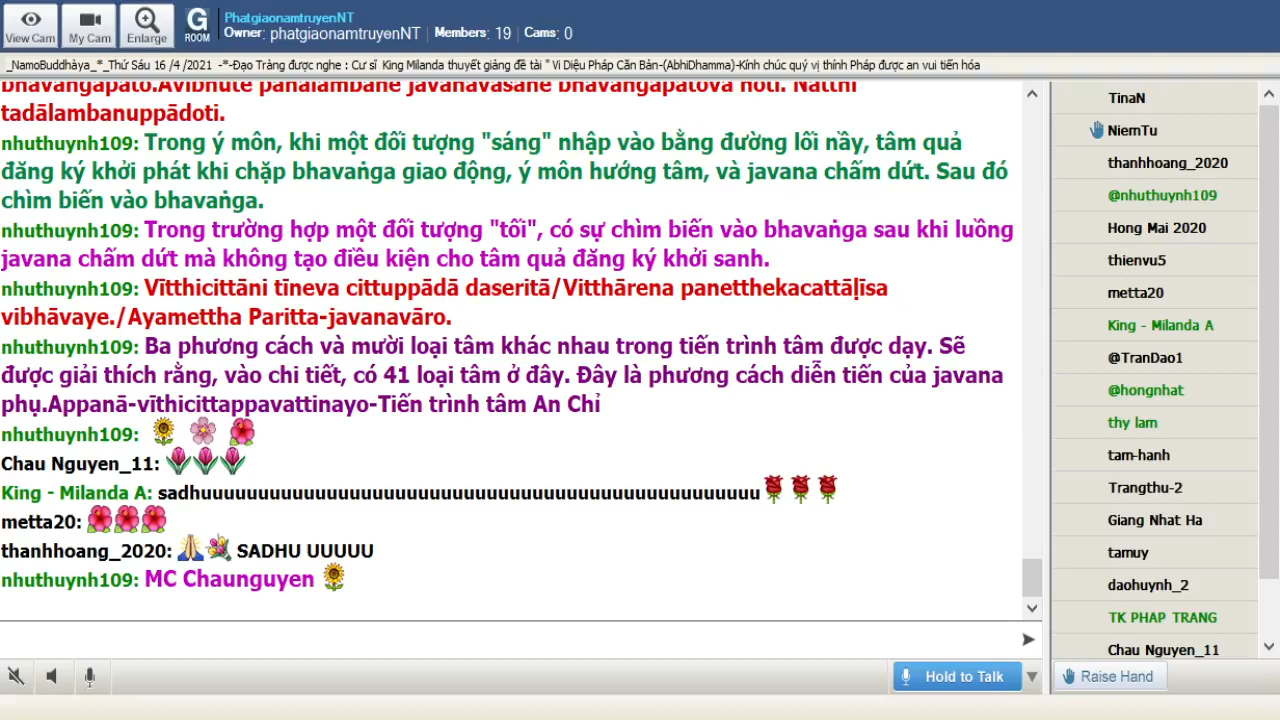 View Cam
My Cam
Enlarge
G
ROOM
PhatgiaonamtruyenNT
Owner: phatgiaonamtruyenNT | Members: 19 | Cams: 0
_NamoBuddhàya_*_Thứ Sáu 16 /4 /2021 -*-Đạo Tràng được nghe : Cư sĩ King Milanda thuyết giảng đề tài " Vi Diệu Pháp Căn Bản-(AbhiDhamma)-Kính chúc quý vị thính Pháp được an vui tiến hóa
bhavaṅgapāto.Avibhūte panālambane javanāvasāne bhavaṅgapātova hoti. Natthi
tadālambanuppādoti.
nhuthuynh109: Trong ý môn, khi một đối tượng "sáng" nhập vào bằng đường lối nầy, tâm quả
đăng ký khởi phát khi chặp bhavaṅga giao động, ý môn hướng tâm, và javana chấm dứt. Sau đó
chìm biến vào bhavaṅga.
nhuthuynh109: Trong trường hợp một đối tượng "tối", có sự chìm biến vào bhavaṅga sau khi luồng
javana chấm dứt mà không tạo điều kiện cho tâm quả đăng ký khởi sanh.
nhuthuynh109: Vītthicittāni tīneva cittuppādā daseritā/Vitthārena panetthekacattāḷīsa
vibhāvaye./Ayamettha Paritta-javanavāro.
nhuthuynh109: Ba phương cách và mười loại tâm khác nhau trong tiến trình tâm được dạy. Sẽ
được giải thích rằng, vào chi tiết, có 41 loại tâm ở đây. Đây là phương cách diễn tiến của javana
phụ.Appanā-vīthicittappavattinayo-Tiến trình tâm An Chỉ
nhuthuynh109:
Chau Nguyen_11:
King - Milanda A: sadhuuuuuuuuuuuuuuuuuuuuuuuuuuuuuuuuuuuuuuuuuuuuuuuuu
metta20:
thanhhoang_2020: SADHU UUUUU
nhuthuynh109: MC Chaunguyen
Hold to Talk
TinaN
NiemTu
thanhhoang_2020
@nhuthuynh109
Hong Mai 2020
thienvu5
metta20
King - Milanda A
@TranDao1
@hongnhat
thy lam
tam-hanh
Trangthu-2
Giang Nhat Ha
tamuy
daohuynh_2
TK PHAP TRANG
Chau Nguyen_11
Raise Hand